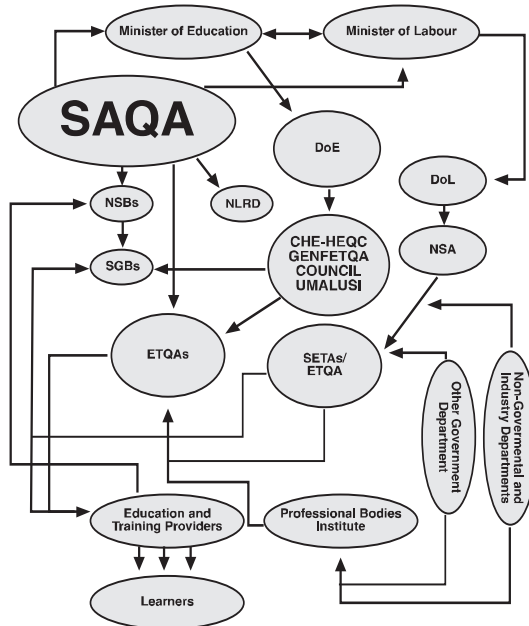 Minister of Education
Minister of Labour
SAQA
DoE
DoL
NSBs
NLRD
CHE-HEQC
GENFETQA
COUNCIL
UMALUSI
NSA
SGBs
ETQAs
SETAs/
ETQA
Other Government
Department
Non-Govermental and
Industry Departments
Education and
Training Providers
Professional Bodies
Institute
Learners